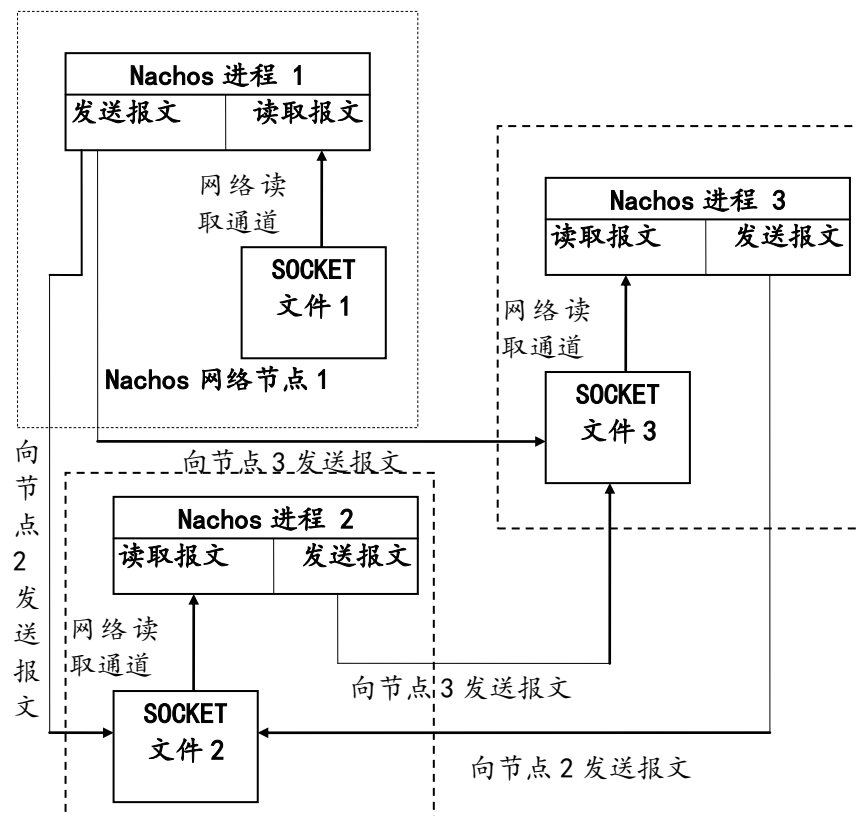 Nachos 进程 1
发送报文 读取报文
网络读
取通道
SOCKET
文件1
Nachos 网络节点1
Nachos 进程 3
读取报文 发送报文
网络读
取通道
SOCKET
文件3
向节点3发送报文
向
节
点
2
发
送
报
文
Nachos 进程 2
读取报文 发送报文
网络读
取通道
SOCKET
文件2
向节点3发送报文
向节点2发送报文